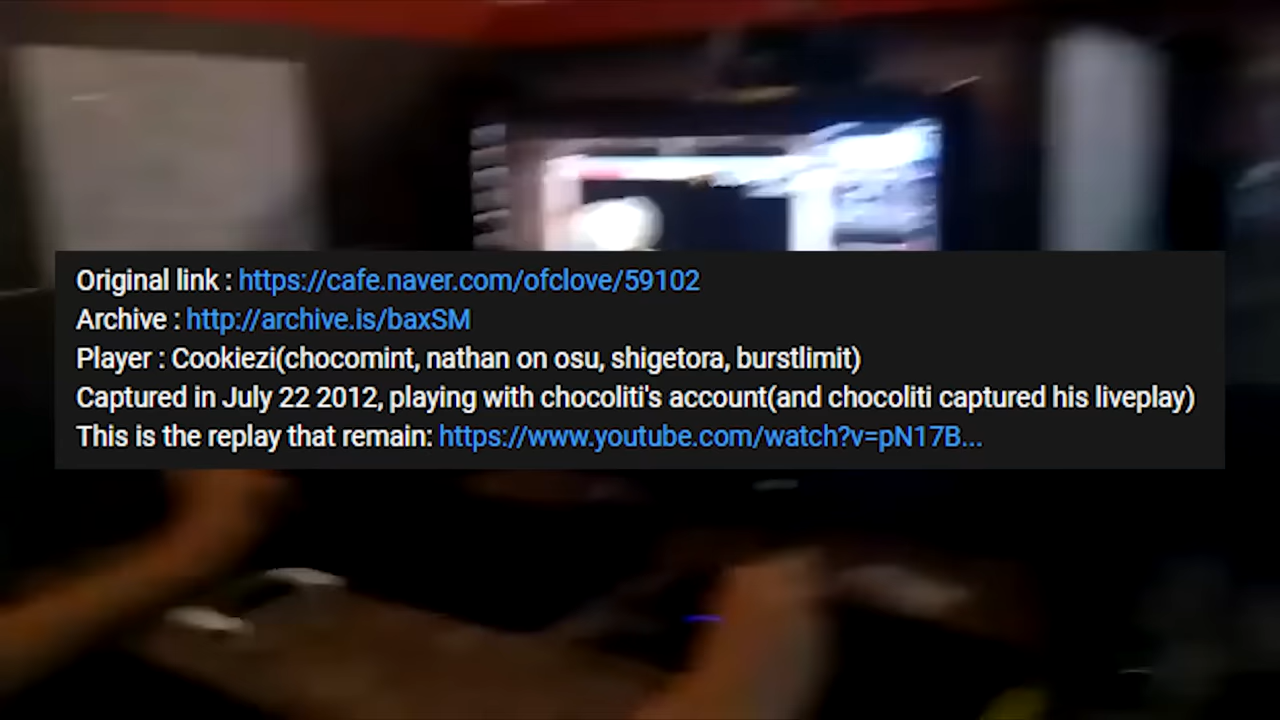 Original link : https://cafe.naver.com/ofclove/59102
Archive : http://archive.is/baxSM
Player : Cookiezi(chocomint, nathan on osu, shigetora, burstlimit)
Captured in July 22 2012, playing with chocoliti's account(and chocoliti captured his liveplay)
This is the replay that remain: https://www.youtube.com/watch?v=pN17B...